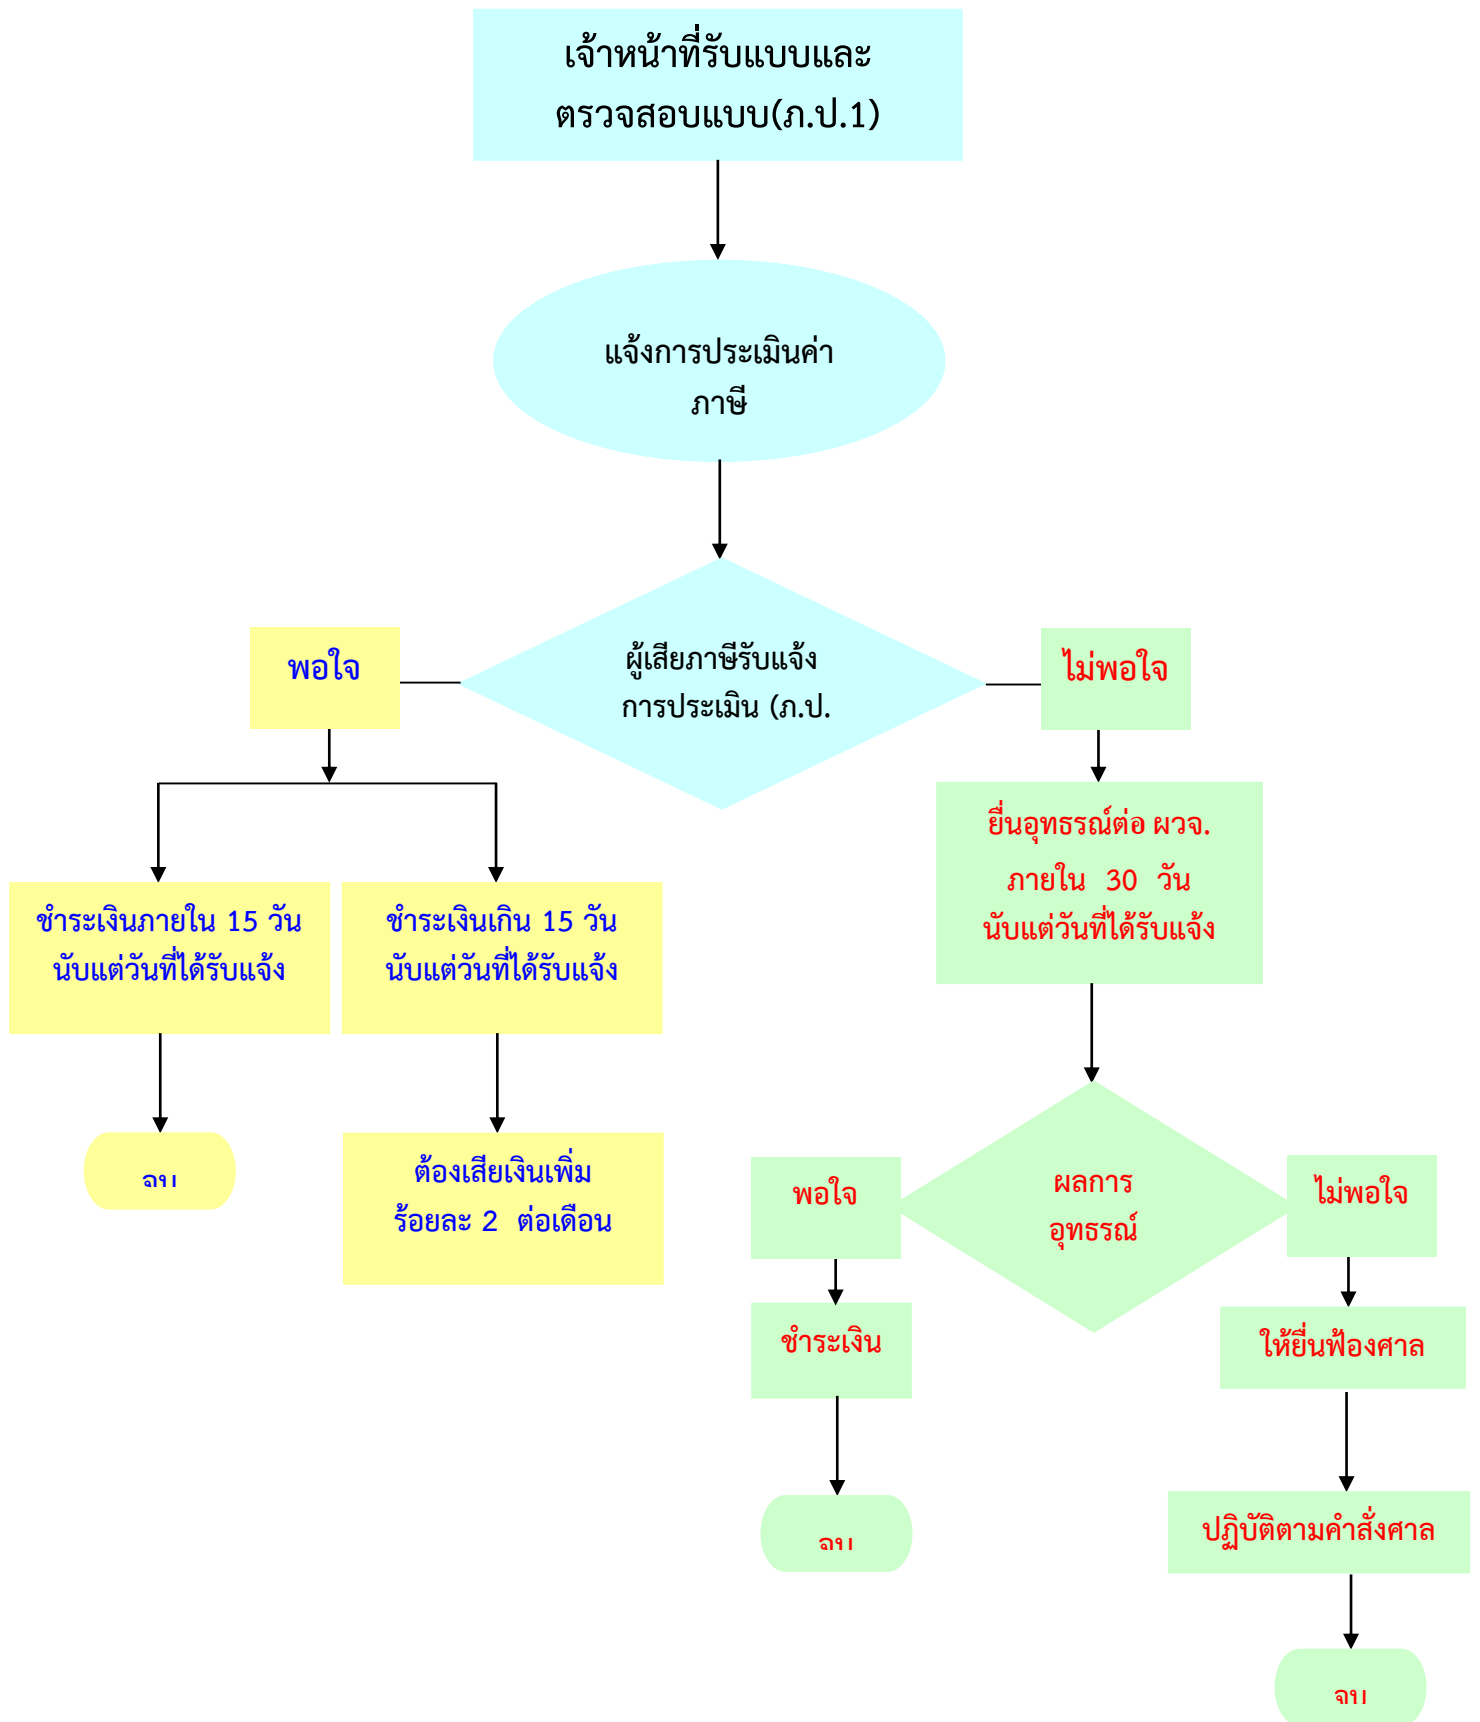 เจ้าหน้าที่รับแบบและ
ตรวจสอบแบบ(ภ.ป.1)
แจ้งการประเมินค่า
ภาษี
ผู้เสียภาษีรับแจ้ง
การประเมิน (ภ.ป.
พอใจ
ไม่พอใจ
ชำระเงินภายใน 15 วัน
นับแต่วันที่ได้รับแจ้ง
ชำระเงินเกิน 15 วัน
นับแต่วันที่ได้รับแจ้ง
ยื่นอุทธรณ์ต่อ ผวจ.
ภายใน 30 วัน
นับแต่วันที่ได้รับแจ้ง
จบ
ต้องเสียเงินเพิ่ม
ร้อยละ 2 ต่อเดือน
พอใจ
ผลการ
อุทธรณ์
ไม่พอใจ
ชำระเงิน
ให้ยื่นฟ้องศาล
จบ
ปฏิบัติตามคำสั่งศาล
จบ